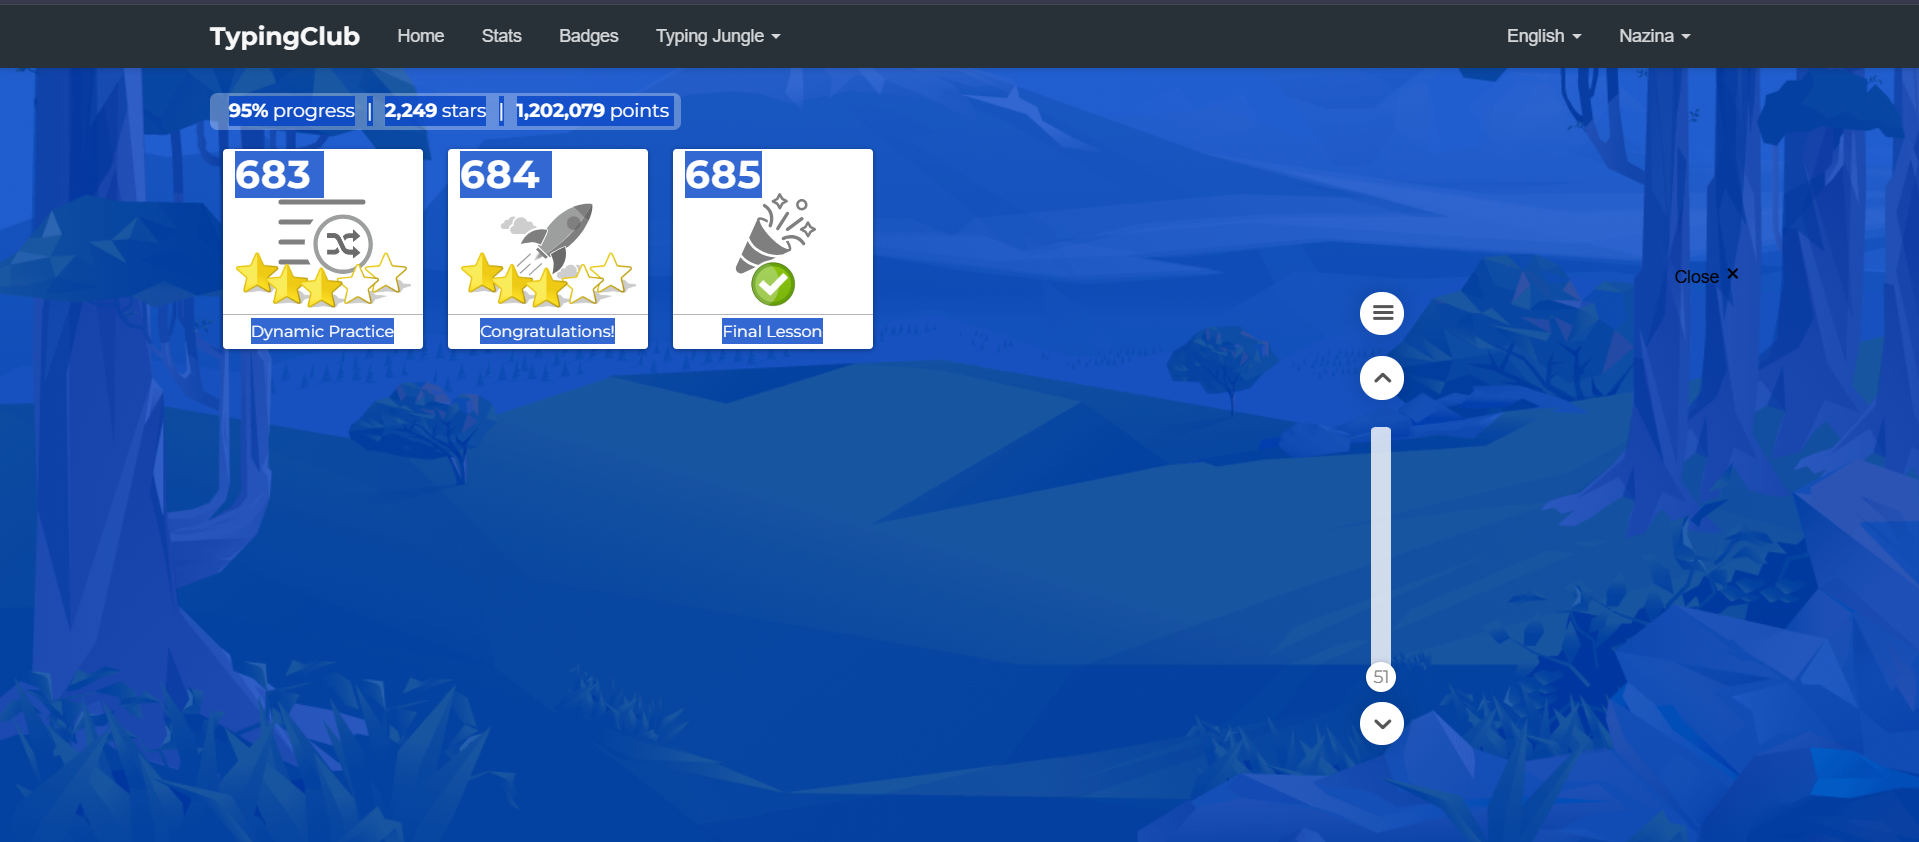 TypingClub Home Stats Badges Typing Jungle English Nazina
95% progress | 2,249 stars | 1,202,079 points
683 684 685
Close ×
Dynamic Practice Congratulations! Final Lesson
51